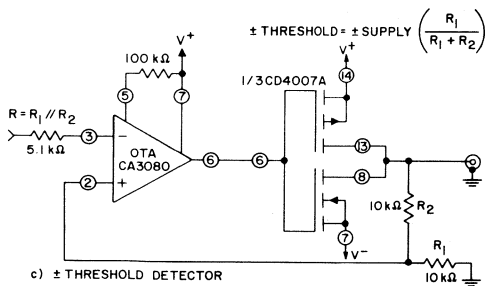 ± THRESHOLD = ± SUPPLY ( R1 / R1 + R2 )
V+
V+
100 kΩ
14
1/3 CD4007A
5
7
R = R1 // R2
3
−
13
5.1 kΩ
OTA
CA3080
6
6
2
+
8
10 kΩ
R2
7
V−
R1
10 kΩ
c) ± THRESHOLD DETECTOR